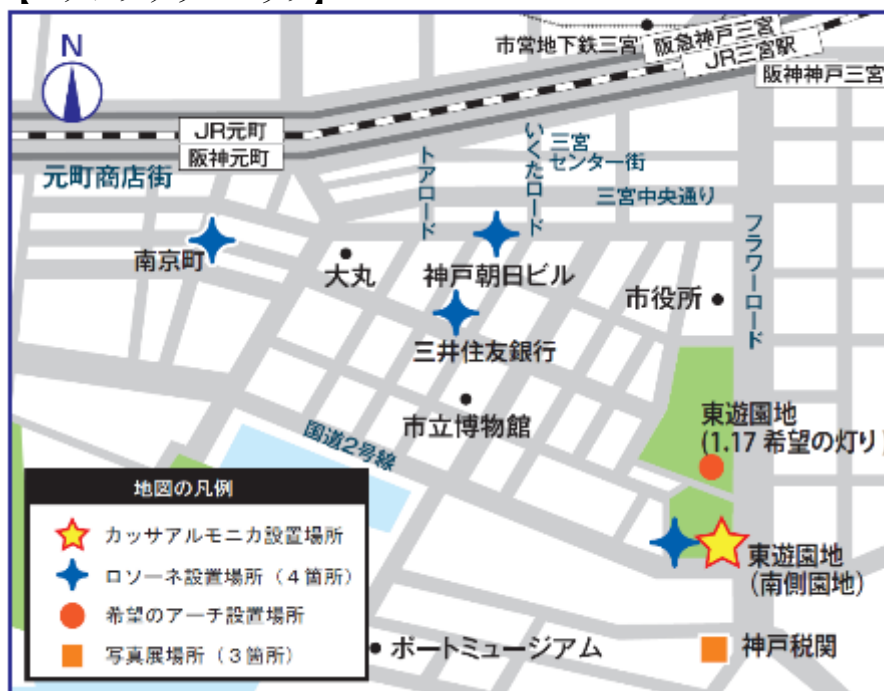 N
市営地下鉄三宮
阪急神戸三宮
JR三宮駅
阪神神戸三宮
JR元町
阪神元町
元町商店街
トアロード
いくたロード
三宮
センター街
三宮中央通り
フラワーロード
南京町
大丸
神戸朝日ビル
市役所
三井住友銀行
市立博物館
国道2号線
東遊園地
(1.17 希望の灯り)
地図の凡例
カッサアルモニカ設置場所
ロソーネ設置場所（4箇所）
希望のアーチ設置場所
写真展場所（3箇所）
東遊園地
（南側園地）
ポートミュージアム
神戸税関